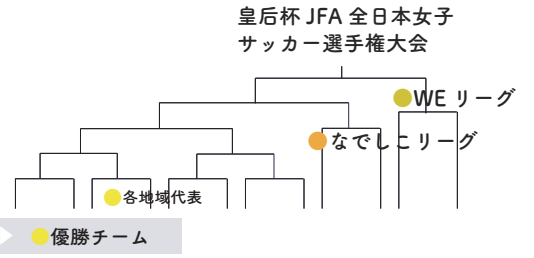 皇后杯 JFA 全日本女子
サッカー選手権大会
WE リーグ
なでしこリーグ
各地域代表
優勝チーム